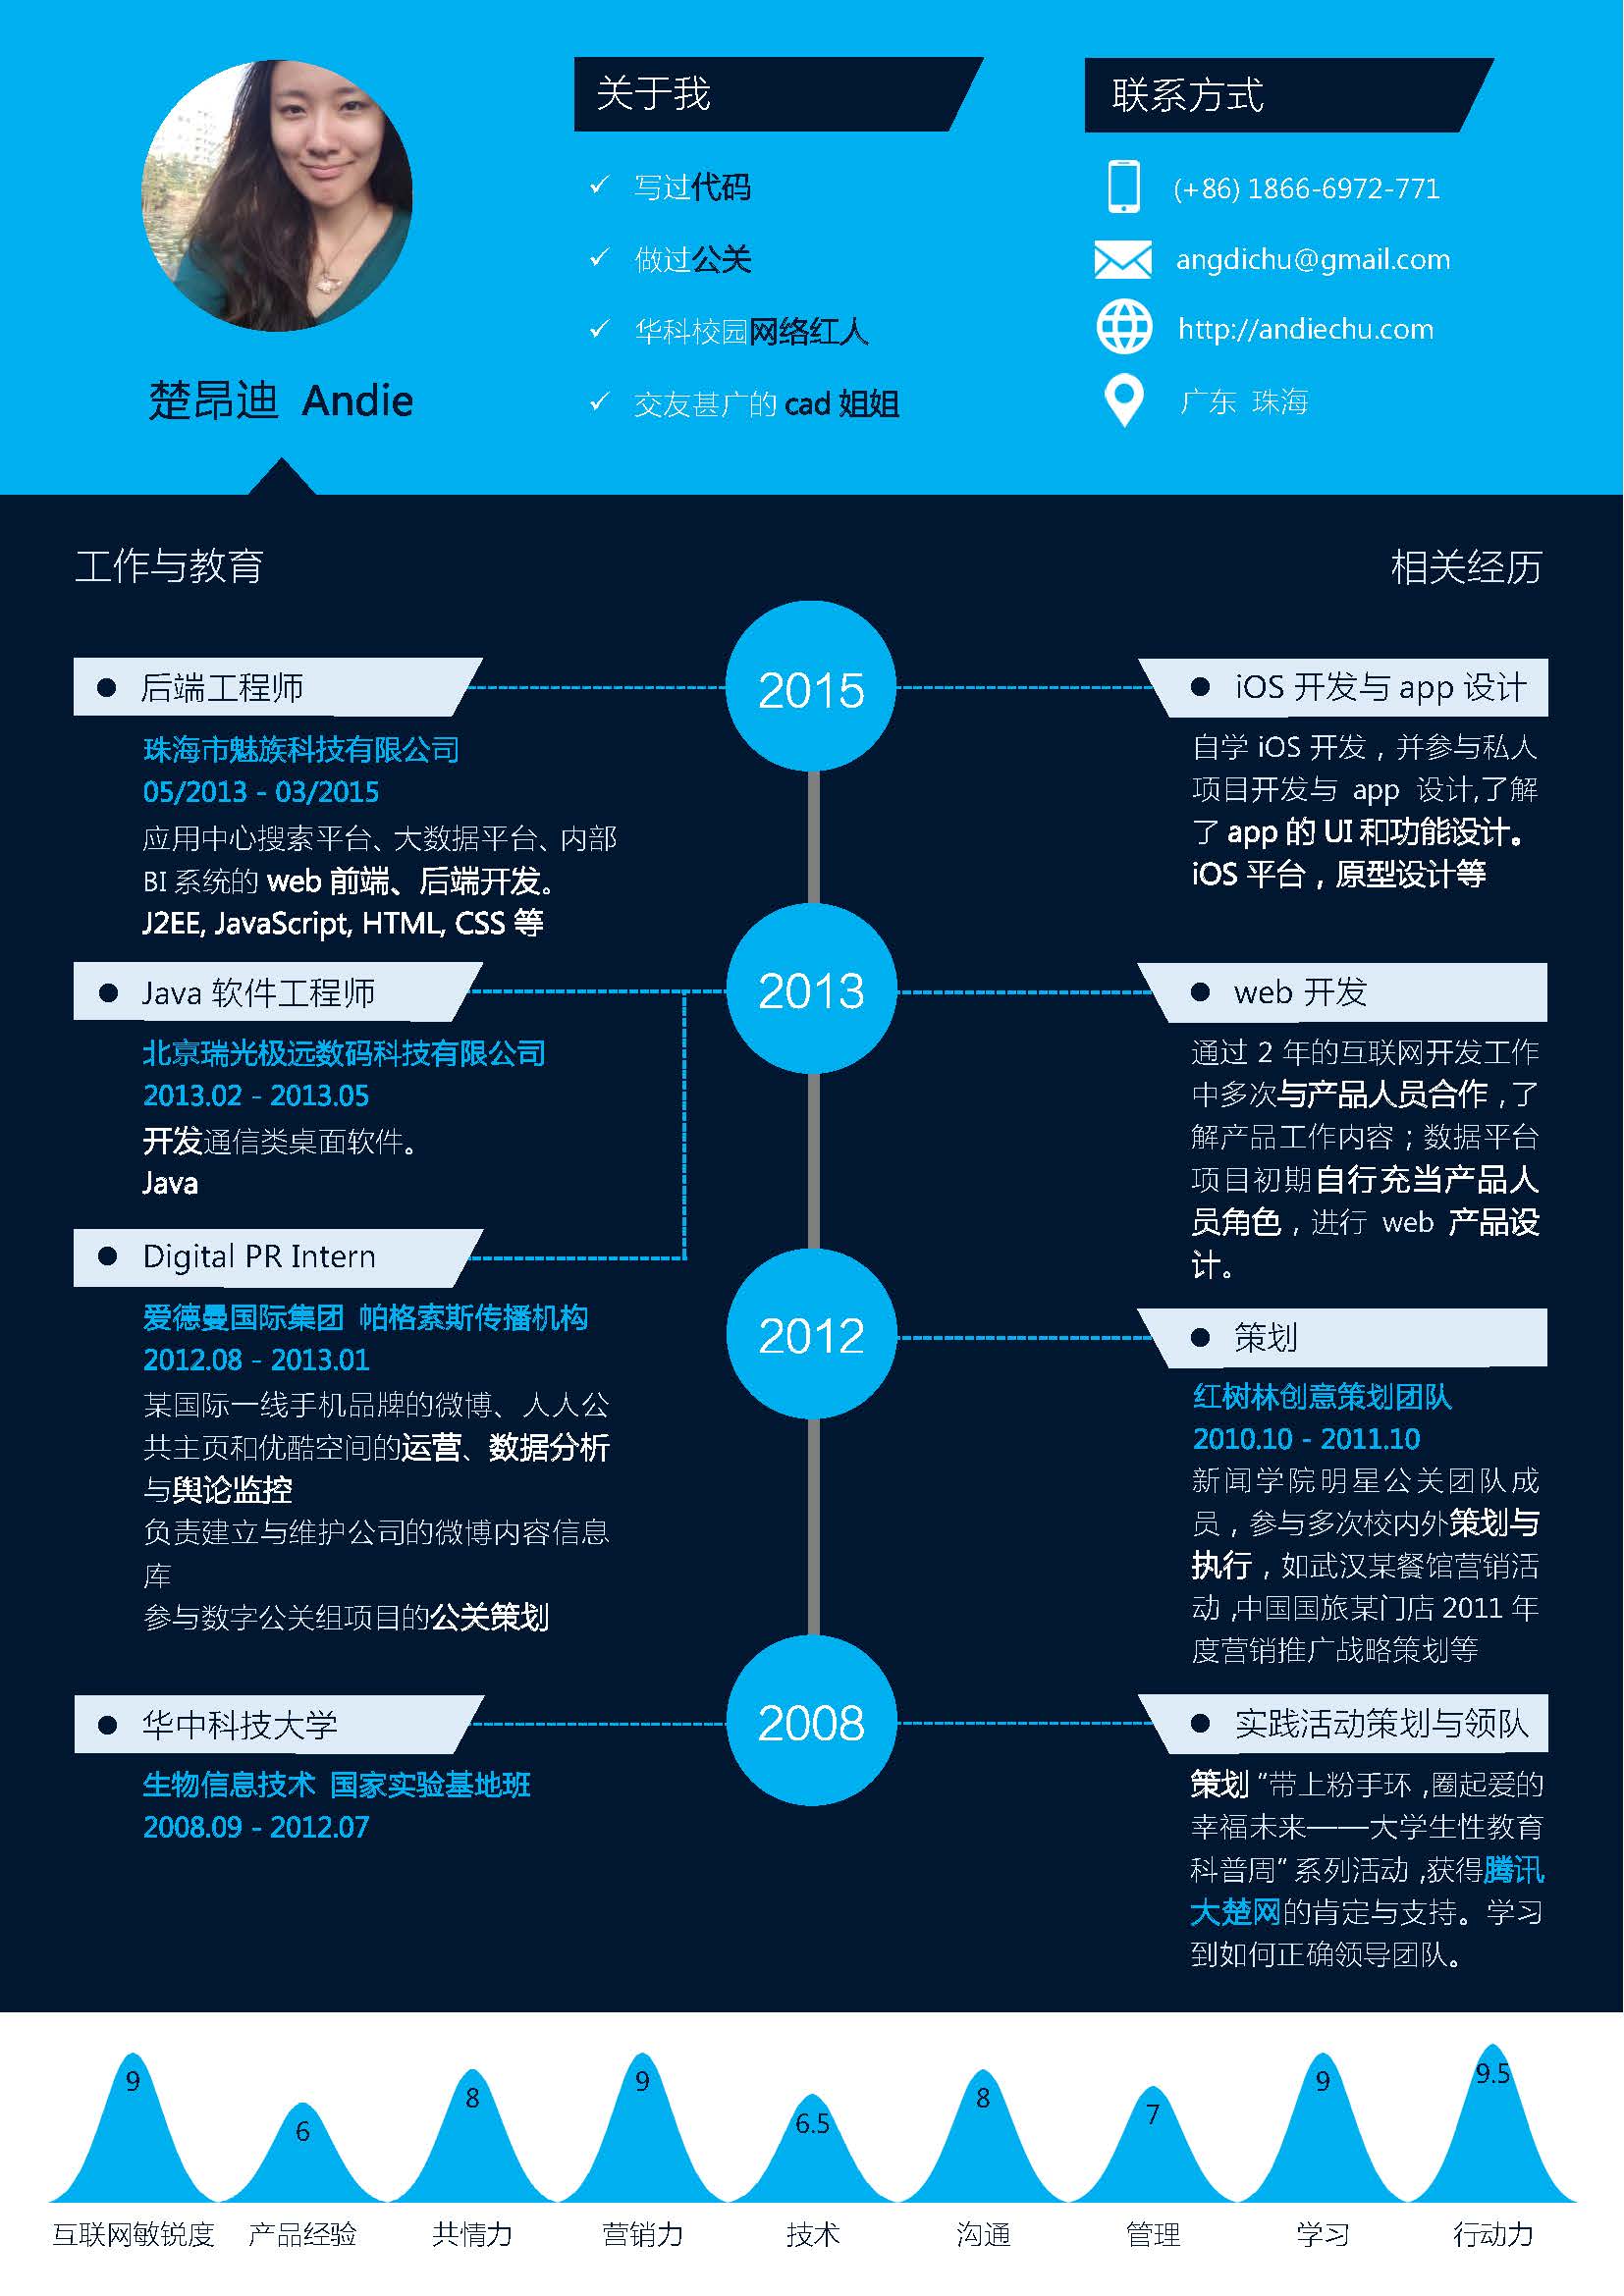 楚昂迪 Andie
关于我
写过代码
做过公关
华科校园网络红人
交友甚广的 cad 姐姐
联系方式
(+86) 1866-6972-771
angdichu@gmail.com
http://andiechu.com
广东 珠海
工作与教育
相关经历
2015
后端工程师
珠海市魅族科技有限公司
05/2013 - 03/2015
应用中心搜索平台、大数据平台、内部
BI 系统的 web 前端、后端开发。
J2EE, JavaScript, HTML, CSS 等
iOS 开发与 app 设计
自学 iOS 开发，并参与私人
项目开发与 app 设计,了解
了 app 的 UI 和功能设计。
iOS 平台，原型设计等
2013
Java 软件工程师
北京瑞光极远数码科技有限公司
2013.02 - 2013.05
开发通信类桌面软件。
Java
Digital PR Intern
爱德曼国际集团 帕格索斯传播机构
2012.08 - 2013.01
某国际一线手机品牌的微博、人人公
共主页和优酷空间的运营、数据分析
与舆论监控
负责建立与维护公司的微博内容信息
库
参与数字公关组项目的公关策划
web 开发
通过 2 年的互联网开发工作
中多次与产品人员合作，了
解产品工作内容；数据平台
项目初期自行充当产品人
员角色，进行 web 产品设
计。
2012
策划
红树林创意策划团队
2010.10 - 2011.10
新闻学院明星公关团队成
员，参与多次校内外策划与
执行，如武汉某餐馆营销活
动,中国国旅某门店 2011 年
度营销推广战略策划等
2008
华中科技大学
生物信息技术 国家实验基地班
2008.09 - 2012.07
实践活动策划与领队
策划“带上粉手环,圈起爱的
幸福未来——大学生性教育
科普周”系列活动,获得腾讯
大楚网的肯定与支持。学习
到如何正确领导团队。
9
6
8
9
6.5
8
7
9
9.5
互联网敏锐度
产品经验
共情力
营销力
技术
沟通
管理
学习
行动力